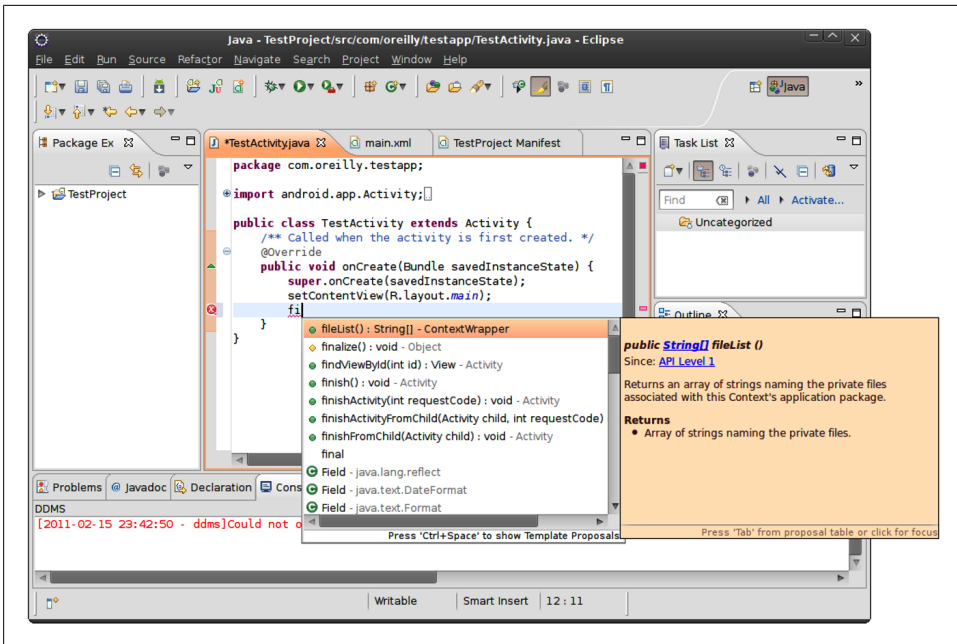 Java - TestProject/src/com/oreilly/testapp/TestActivity.java - Eclipse
File Edit Run Source Refactor Navigate Search Project Window Help
Java »
Package Ex
*TestActivity.java main.xml TestProject Manifest
Task List
TestProject
Find All Activate...
Uncategorized
Outline
package com.oreilly.testapp;
import android.app.Activity;
public class TestActivity extends Activity {
/** Called when the activity is first created. */
@Override
public void onCreate(Bundle savedInstanceState) {
super.onCreate(savedInstanceState);
setContentView(R.layout.main);
fi
}
}
fileList() : String[] - ContextWrapper
finalize() : void - Object
findViewById(int id) : View - Activity
finish() : void - Activity
finishActivity(int requestCode) : void - Activity
finishActivityFromChild(Activity child, int requestCode)
finishFromChild(Activity child) : void - Activity
final
Field - java.lang.reflect
Field - java.text.DateFormat
Field - java.text.Format
Press 'Ctrl+Space' to show Template Proposals
public String[] fileList ()
Since: API Level 1
Returns an array of strings naming the private files
associated with this Context's application package.
Returns
• Array of strings naming the private files.
Press 'Tab' from proposal table or click for focus
Problems @ Javadoc Declaration Cons
DDMS
[2011-02-15 23:42:50 - ddms]Could not o
Writable Smart Insert 12 : 11